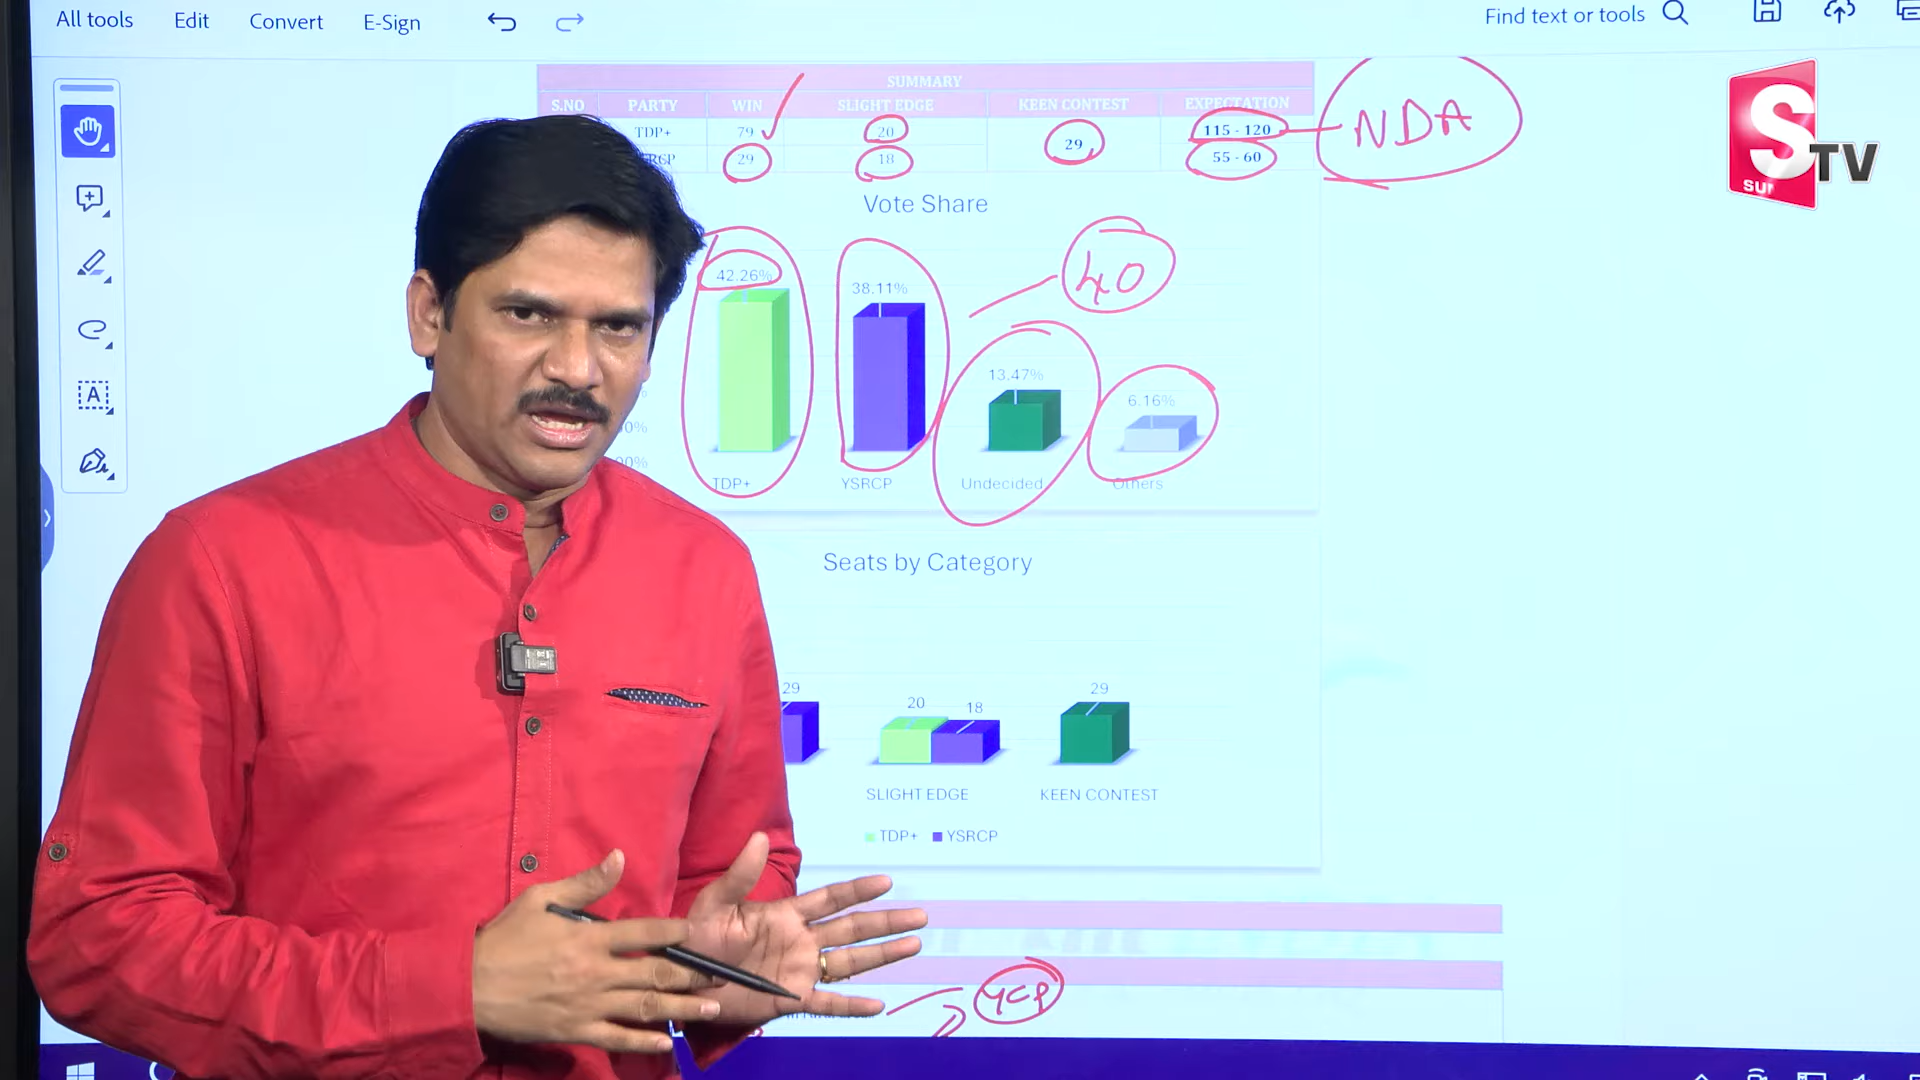 All tools Edit Convert E-Sign Find text or tools
SUMMARY
S.NO PARTY WIN SLIGHT EDGE KEEN CONTEST EXPECTATION
TDP+ 79 20 29 115 - 120
RCP 29 18 55 - 60
NDA
S
SUN
TV
Vote Share
42.26% 38.11% 13.47% 6.16%
40
TDP+ YSRCP Undecided Others
A
Seats by Category
29 20 18 29
SLIGHT EDGE KEEN CONTEST
TDP+ YSRCP
YCP